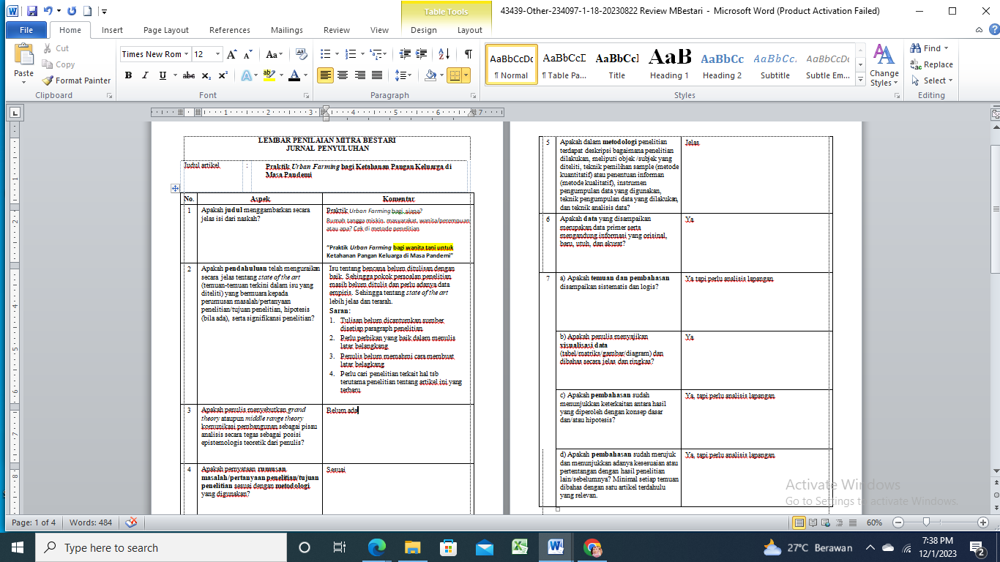 43439-Other-234097-1-18-20230822 Review MBestari - Microsoft Word (Product Activation Failed)
Table Tools
File Home Insert Page Layout References Mailings Review View Design Layout
Paste
Cut
Copy
Format Painter
Clipboard
Times New Rom 12
Font
Paragraph
AaBbCcDc AaBbCcI AaBbCc AaB AaBbCc AaBbCc. AaBbCcDc
¶ Normal ¶ Table Pa... Title Heading 1 Heading 2 Subtitle Subtle Em...
Styles
Change Styles
Find
Replace
Select
Editing
LEMBAR PENILAIAN MITRA BESTARI
JURNAL PENYULUHAN
Judul artikel : Praktik Urban Farming bagi Ketahanan Pangan Keluarga di
Masa Pandemi
No. Aspek Komentar
1 Apakah judul menggambarkan secara
jelas isi dari naskah?
Praktik Urban Farming bagi siapa?
Rumah tangga miskin, masyarakat, wanita/perempuan
atau apa? Cek di metode penelitian
“Praktik Urban Farming bagi wanita tani untuk
Ketahanan Pangan Keluarga di Masa Pandemi”
2 Apakah pendahuluan telah menguraikan
secara jelas tentang state of the art
(temuan-temuan terkini dalam isu yang
diteliti) yang bermuara kepada
perumusan masalah/pertanyaan
penelitian/tujuan penelitian, hipotesis
(bila ada), serta signifikansi penelitian?
Isu tentang bencana belum ditulisan dengan
baik. Sehingga pokok persoalan penelitian
masih belum ditulis dan perlu adanya data
empiris. Sehingga tentang state of the art
lebih jelas dan terarah.
Saran:
1. Tulisan belum dicantumkan sumber
disetiap paragraph penelitian
2. Perlu perbikan yang baik dalam menulis
latar belangkang
3. Penulis belum memahmi cara membuat
latar belagkang
4. Perlu cari penelitian terkait hal tsb
terutama penelitian tentang artikel ini yang
terbaru
3 Apakah penulis menyebutkan grand
theory ataupun middle range theory
komunikasi pembangunan sebagai pisau
analisis secara tegas sebagai posisi
epistemologis teoretik dari penulis?
Belum ada
4 Apakah pernyataan rumusan
masalah/pertanyaan penelitian/tujuan
penelitian sesuai dengan metodologi
yang digunakan?
Sesuai
5 Apakah dalam metodologi penelitian
terdapat deskripsi bagaimana penelitian
dilakukan, meliputi objek /subjek yang
diteliti, teknik pemilihan sample (metode
kuantitatif) atau penentuan informan
(metode kualitatif), instrumen
pengumpulan data yang digunakan,
teknik pengumpulan data yang dilakukan,
dan teknik analisis data?
Jelas
6 Apakah data yang disampaikan
merupakan data primer serta
mengandung informasi yang orisinal,
baru, utuh, dan akurat?
Ya
7 a) Apakah temuan dan pembahasan
disampaikan sistematis dan logis?
Ya tapi perlu analisis lapangan
b) Apakah penulis menyajikan
visualisasi data
(tabel/matriks/gambar/diagram) dan
dibahas secara jelas dan ringkas?
Ya
c) Apakah pembahasan sudah
menunjukkan keterkaitan antara hasil
yang diperoleh dengan konsep dasar
dan/atau hipotesis?
Ya, tapi perlu analisis lapangan
d) Apakah pembahasan sudah merujuk
dan menunjukkan adanya kesesuaian atau
pertentangan dengan hasil penelitian
lain/sebelumnya? Minimal setiap temuan
dibahas dengan satu artikel terdahulu
yang relevan.
Ya, tapi perlu analisis lapangan
Activate Windows
Go to Settings to activate Windows.
Page: 1 of 4 Words: 484 60%
Type here to search
27°C Berawan
7:38 PM
12/1/2023
2